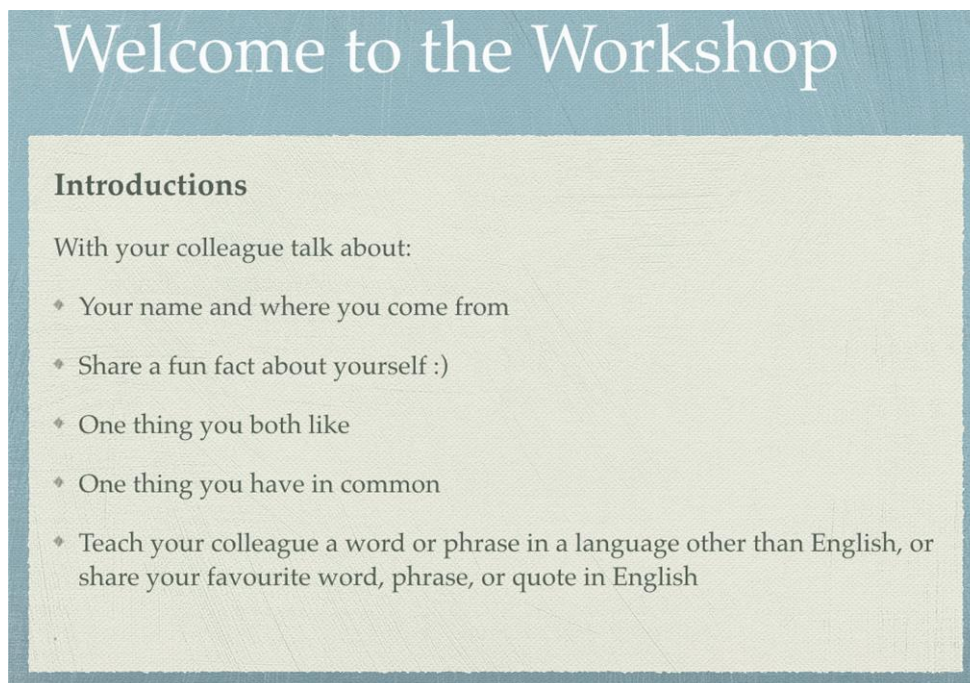 Welcome to the Workshop
Introductions
With your colleague talk about:
Your name and where you come from
Share a fun fact about yourself :)
One thing you both like
One thing you have in common
Teach your colleague a word or phrase in a language other than English, or
share your favourite word, phrase, or quote in English
.